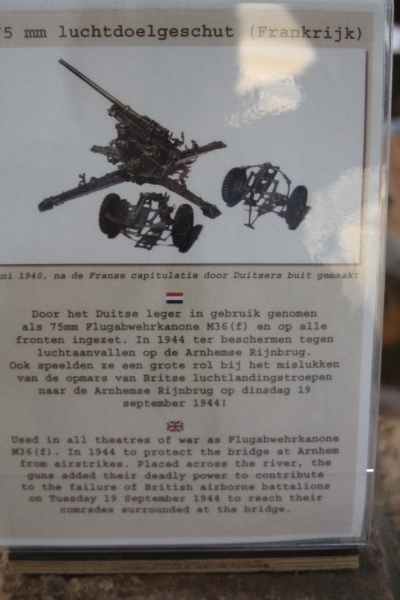 75 mm luchtdoelgeschut (Frankrijk)
uni 1940, na de Franse capitulatie door Duitsers buit gemaakt
Door het Duitse leger in gebruik genomen
als 75mm Flugabwehrkanone M36(f) en op alle
fronten ingezet. In 1944 ter beschermen tegen
luchtaanvallen op de Arnhemse Rijnbrug.
Ook speelden ze een grote rol bij het mislukken
van de opmars van Britse luchtlandingstroepen
naar de Arnhemse Rijnbrug op dinsdag 19
september 1944!
Used in all theatres of war as Flugabwehrkanone
M36(f). In 1944 to protect the bridge at Arnhem
from airstrikes. Placed across the river, the
guns added their deadly power to contribute
to the failure of British airborne battalions
on Tuesday 19 September 1944 to reach their
comrades surrounded at the bridge.